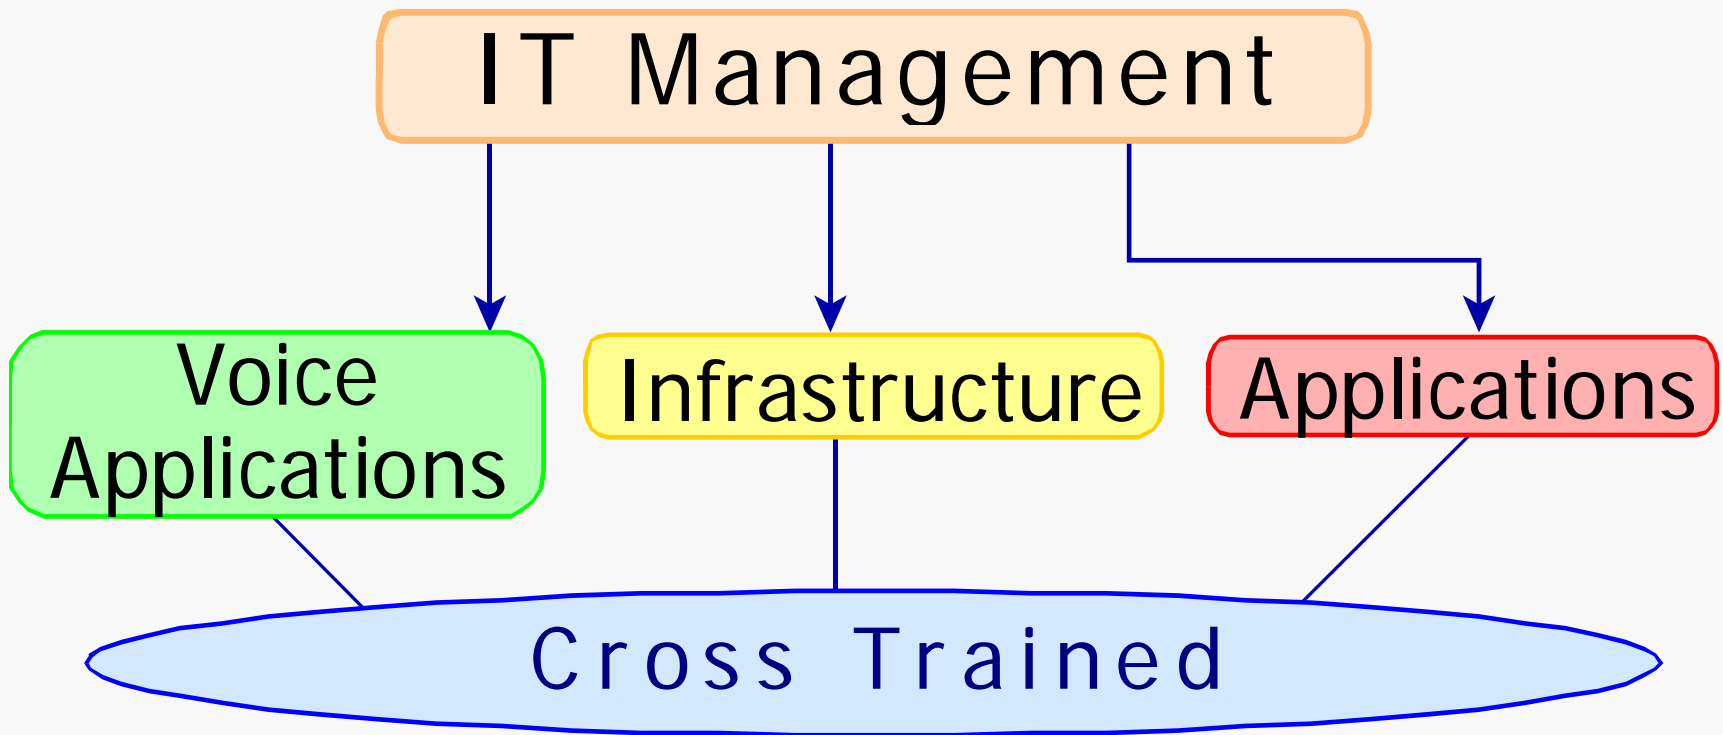 IT Management
Voice
Applications
Infrastructure
Applications
Cross Trained